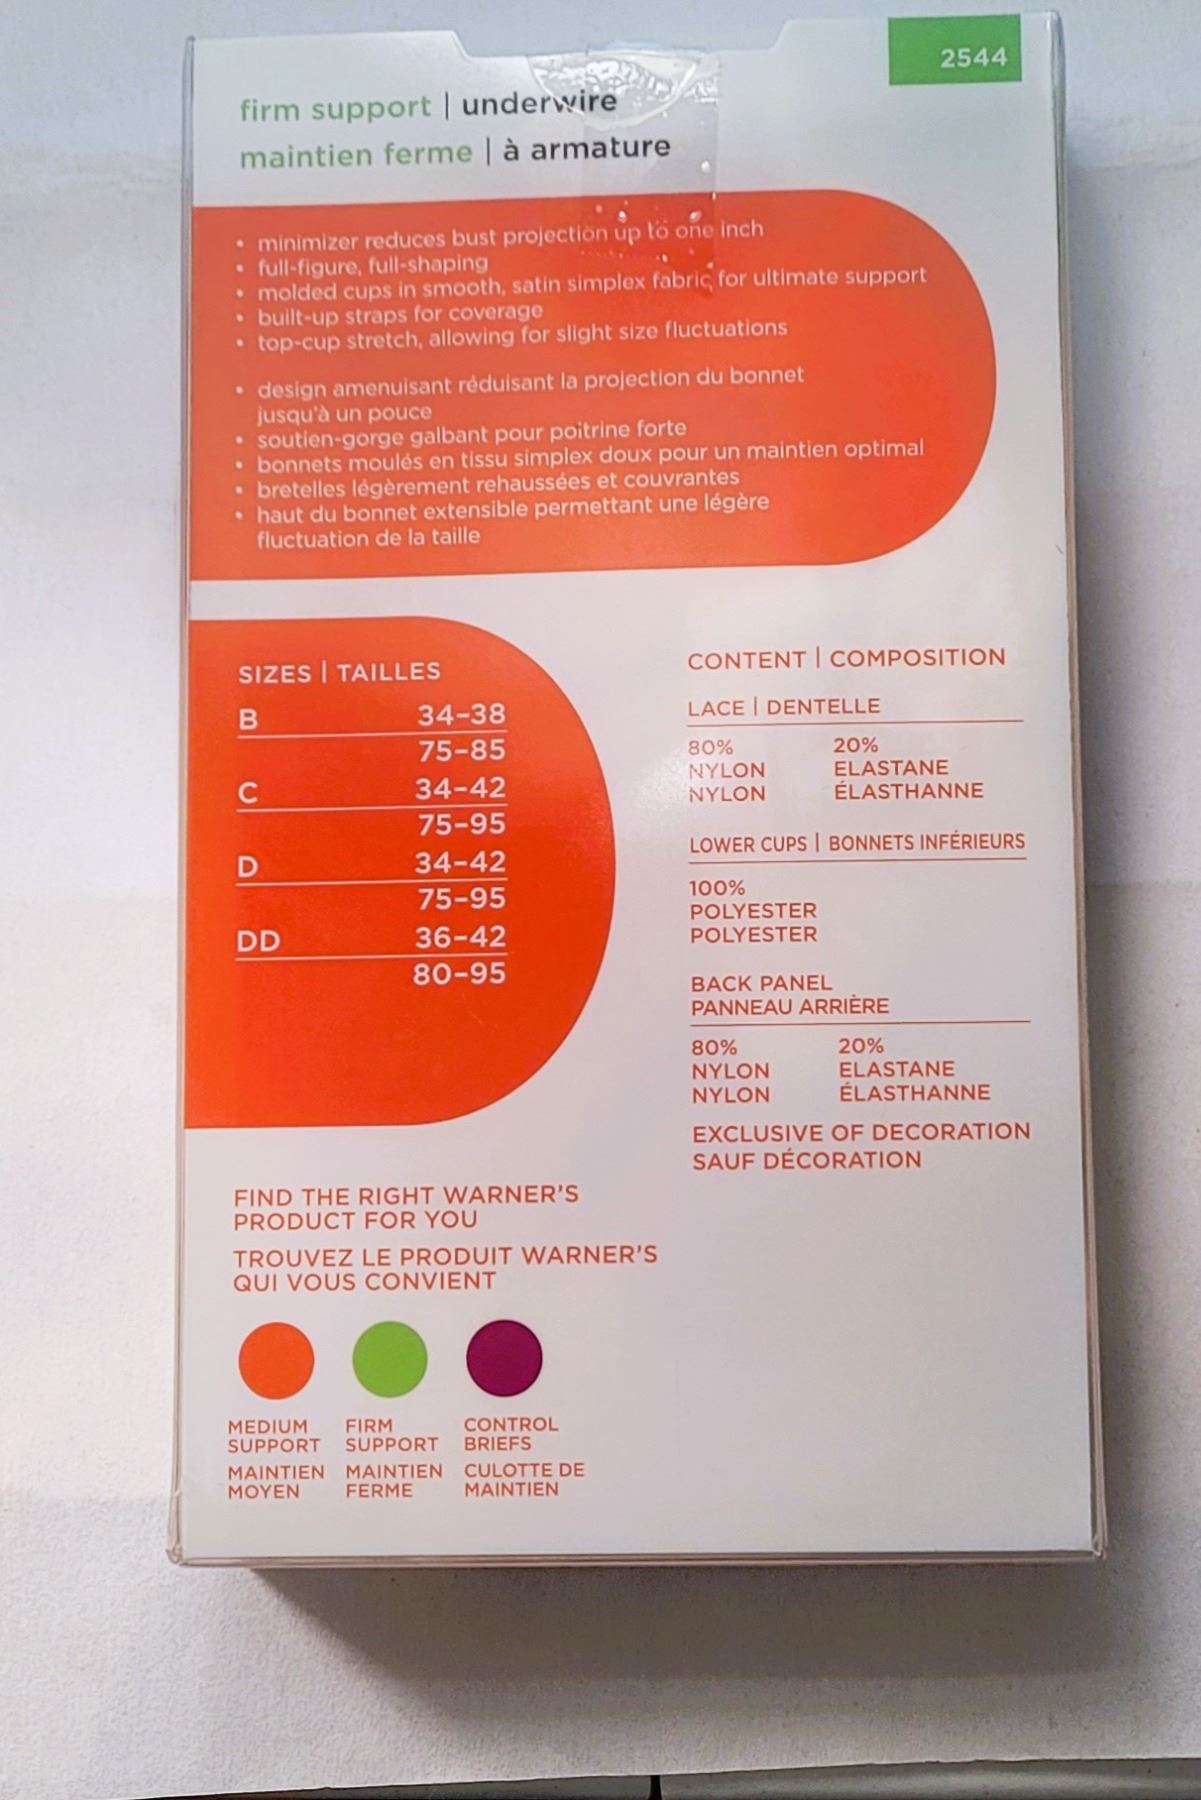 2544
firm support | underwire
maintien ferme | à armature
• minimizer reduces bust projection up to one inch
• full-figure, full-shaping
• molded cups in smooth, satin simplex fabric for ultimate support
• built-up straps for coverage
• top-cup stretch, allowing for slight size fluctuations
• design amenuisant réduisant la projection du bonnet
jusqu'à un pouce
• soutien-gorge galbant pour poitrine forte
• bonnets moulés en tissu simplex doux pour un maintien optimal
• bretelles légèrement rehaussées et couvrantes
• haut du bonnet extensible permettant une légère
fluctuation de la taille
SIZES | TAILLES
B 34-38
75-85
C 34-42
75-95
D 34-42
75-95
DD 36-42
80-95
CONTENT | COMPOSITION
LACE | DENTELLE
80% 20%
NYLON ELASTANE
NYLON ÉLASTHANNE
LOWER CUPS | BONNETS INFÉRIEURS
100%
POLYESTER
POLYESTER
BACK PANEL
PANNEAU ARRIÈRE
80% 20%
NYLON ELASTANE
NYLON ÉLASTHANNE
EXCLUSIVE OF DECORATION
SAUF DÉCORATION
FIND THE RIGHT WARNER'S
PRODUCT FOR YOU
TROUVEZ LE PRODUIT WARNER'S
QUI VOUS CONVIENT
MEDIUM FIRM CONTROL
SUPPORT SUPPORT BRIEFS
MAINTIEN MAINTIEN CULOTTE DE
MOYEN FERME MAINTIEN